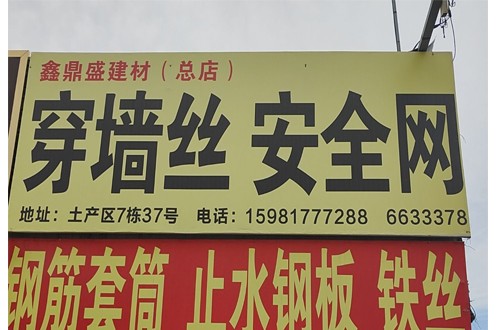 鑫鼎盛建材（总店）
穿墙丝 安全网
地址：土产区7栋37号 电话：15981777288 6633378
钢筋套筒 止水钢板 铁丝